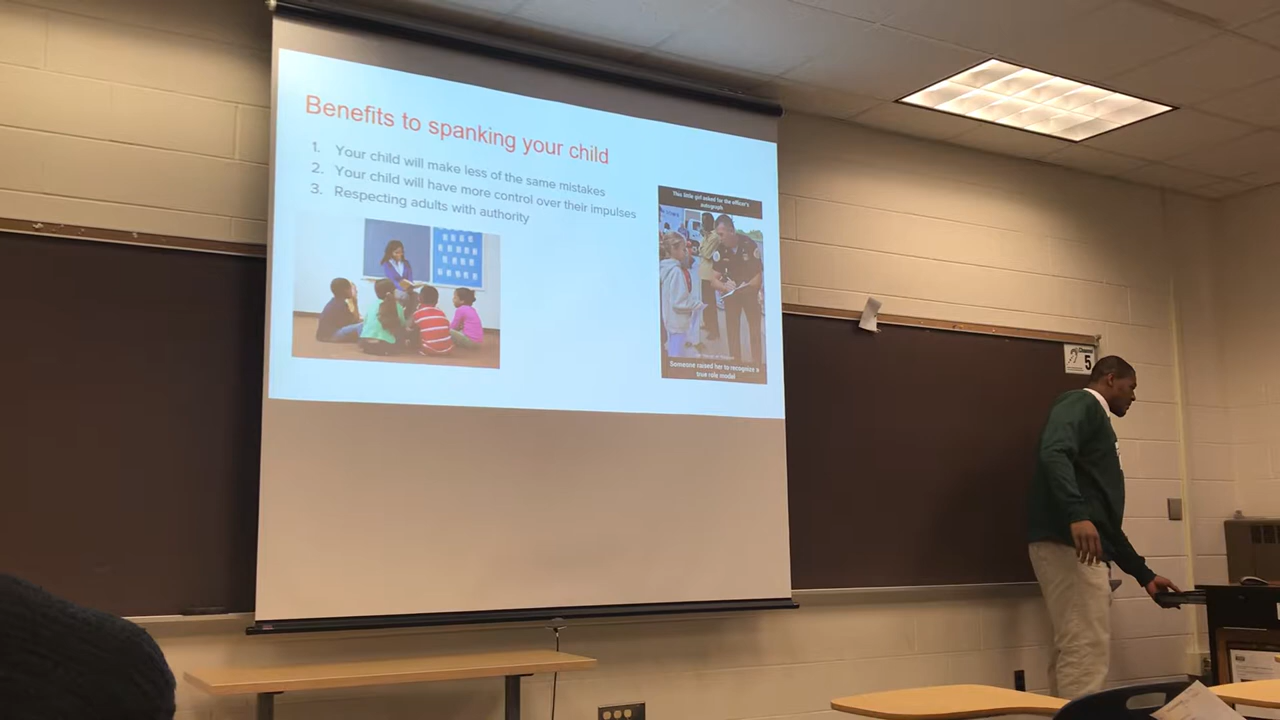 Benefits to spanking your child
1. Your child will make less of the same mistakes
2. Your child will have more control over their impulses
3. Respecting adults with authority
This little girl asked for the officer's
autograph
Someone raised her to recognize a
true role model
5